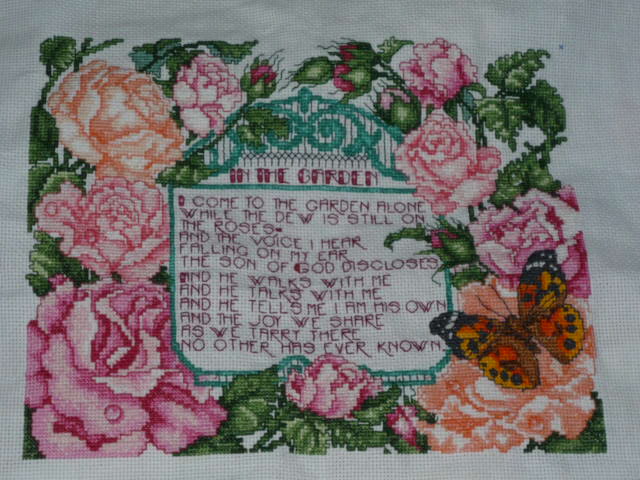 IN THE GARDEN
I COME TO THE GARDEN ALONE
WHILE THE DEW IS STILL ON
THE ROSES-
AND THE VOICE I HEAR
FALLING ON MY EAR
THE SON OF GOD DISCLOSES
AND HE WALKS WITH ME
AND HE TALKS WITH ME
AND HE TELLS ME I AM HIS OWN
AND THE JOY WE SHARE
AS WE TARRY THERE
NO OTHER HAS EVER KNOWN